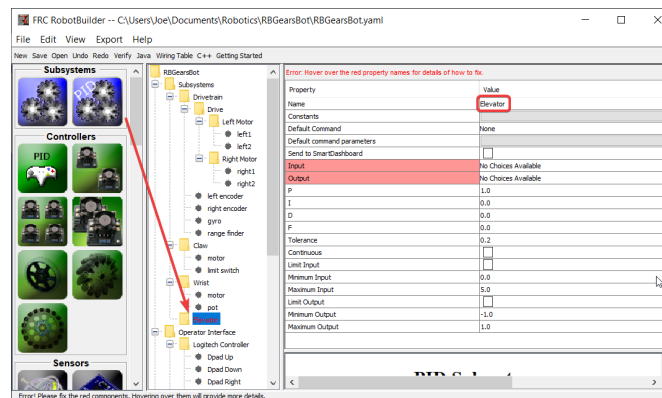 FRC RobotBuilder -- C:\Users\Joe\Documents\Robotics\RBGearsBot\RBGearsBot.yaml
File Edit View Export Help
New Save Open Undo Redo Verify Java Wiring Table C++ Getting Started
Subsystems
PID
Controllers
PID
Sensors
RBGearsBot
Subsystems
Drivetrain
Drive
Left Motor
left1
left2
Right Motor
right1
right2
left encoder
right encoder
gyro
range finder
Claw
motor
limit switch
Wrist
motor
pot
Elevator
Operator Interface
Logitech Controller
Dpad Up
Dpad Down
Dpad Right
Error: Hover over the red property names for details of how to fix.
Property Value
Name Elevator
Constants
Default Command None
Default command parameters
Send to SmartDashboard
Input No Choices Available
Output No Choices Available
P 1.0
I 0.0
D 0.0
F 0.0
Tolerance 0.2
Continuous
Limit Input
Minimum Input 0.0
Maximum Input 5.0
Limit Output
Minimum Output -1.0
Maximum Output 1.0
Error! Please fix the red components. Hovering over them will provide more details.